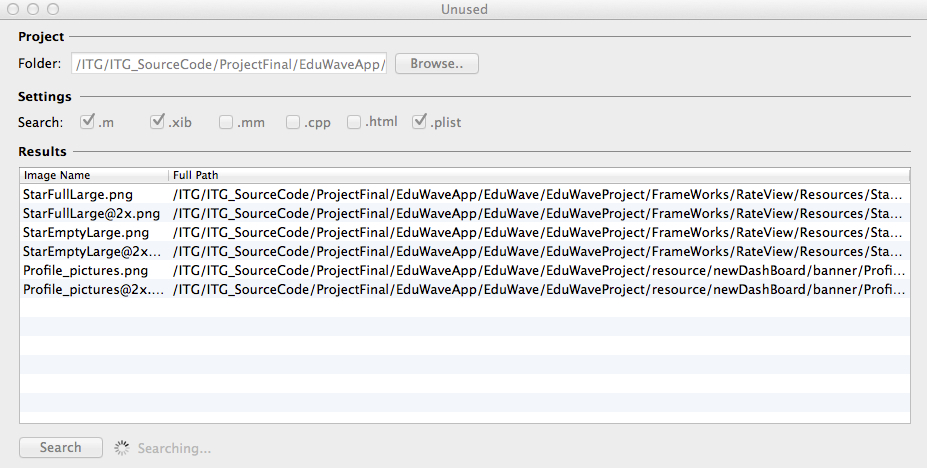 Unused
Project
Folder: /ITG/ITG_SourceCode/ProjectFinal/EduWaveApp/ Browse..
Settings
Search: .m .xib .mm .cpp .html .plist
Results
Image Name Full Path
StarFullLarge.png /ITG/ITG_SourceCode/ProjectFinal/EduWaveApp/EduWave/EduWaveProject/FrameWorks/RateView/Resources/Sta...
StarFullLarge@2x.png /ITG/ITG_SourceCode/ProjectFinal/EduWaveApp/EduWave/EduWaveProject/FrameWorks/RateView/Resources/Sta...
StarEmptyLarge.png /ITG/ITG_SourceCode/ProjectFinal/EduWaveApp/EduWave/EduWaveProject/FrameWorks/RateView/Resources/Sta...
StarEmptyLarge@2x... /ITG/ITG_SourceCode/ProjectFinal/EduWaveApp/EduWave/EduWaveProject/FrameWorks/RateView/Resources/Sta...
Profile_pictures.png /ITG/ITG_SourceCode/ProjectFinal/EduWaveApp/EduWave/EduWaveProject/resource/newDashBoard/banner/Profi...
Profile_pictures@2x.... /ITG/ITG_SourceCode/ProjectFinal/EduWaveApp/EduWave/EduWaveProject/resource/newDashBoard/banner/Profi...
Search Searching...